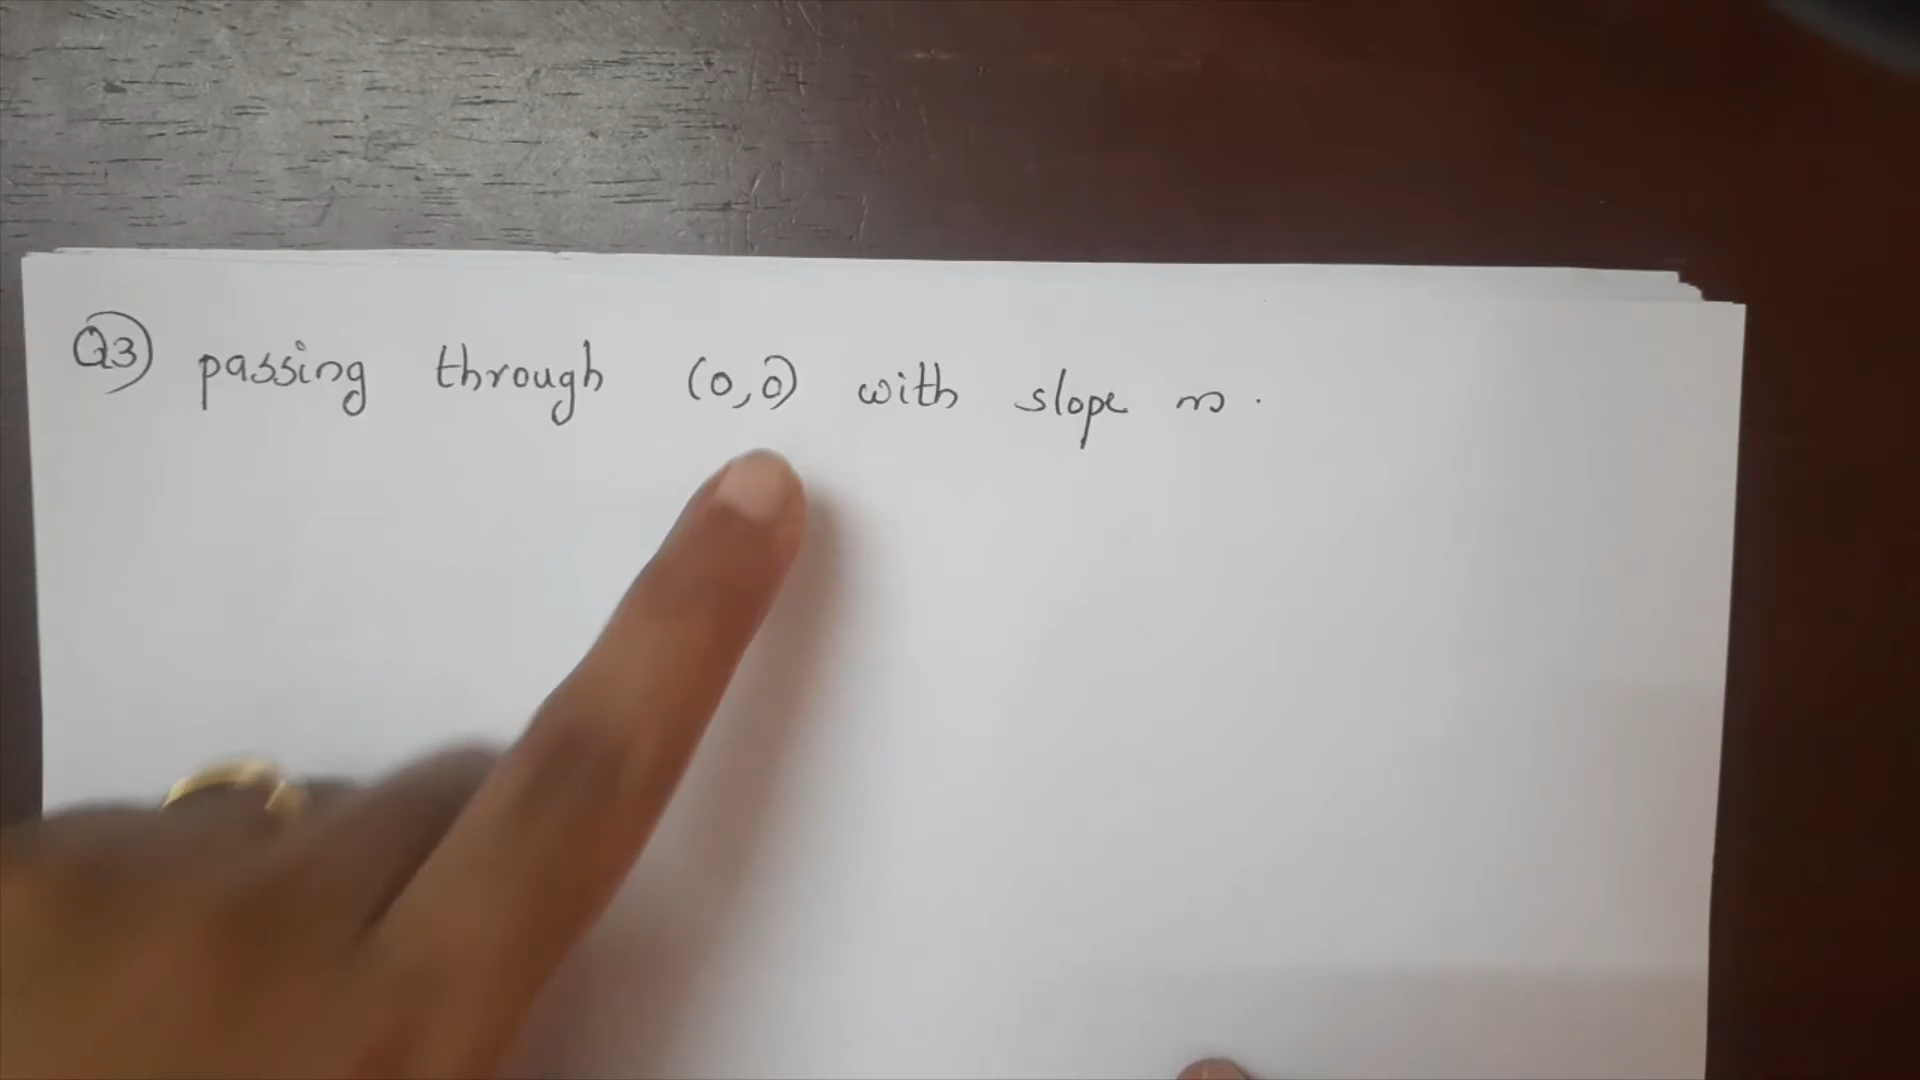 Q3) passing through (0,0) with slope m.